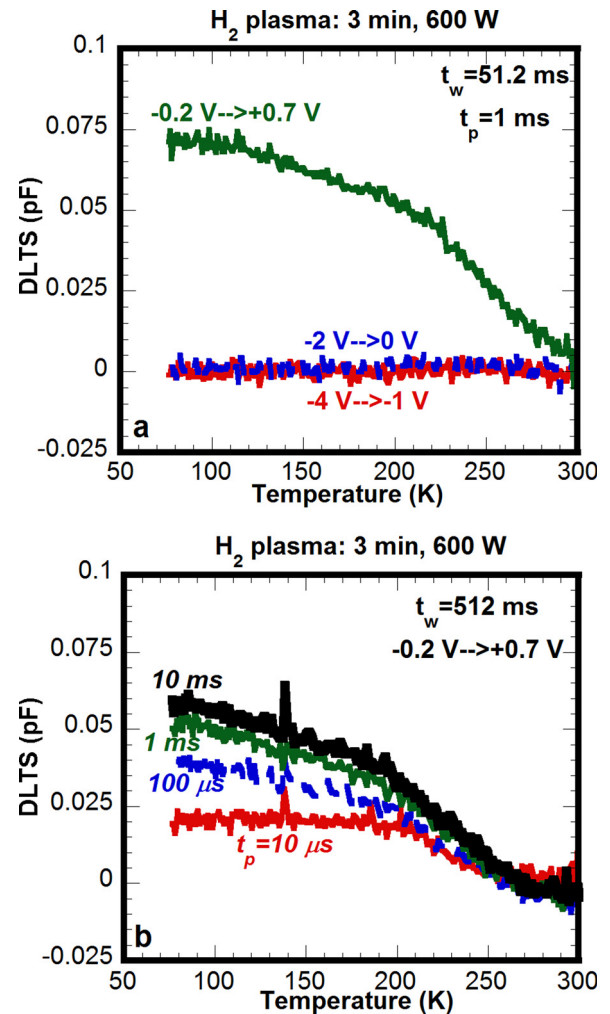 H₂ plasma: 3 min, 600 W
0.1
t_w=51.2 ms
-0.2 V-->+0.7 V
t_p=1 ms
0.075
0.05
DLTS (pF)
0.025
-2 V-->0 V
0
-4 V-->-1 V
a
-0.025
50 100 150 200 250 300
Temperature (K)
H₂ plasma: 3 min, 600 W
0.1
t_w=512 ms
-0.2 V-->+0.7 V
0.075
10 ms
0.05
1 ms
DLTS (pF)
100 μs
0.025
t_p=10 μs
0
b
-0.025
50 100 150 200 250 300
Temperature (K)